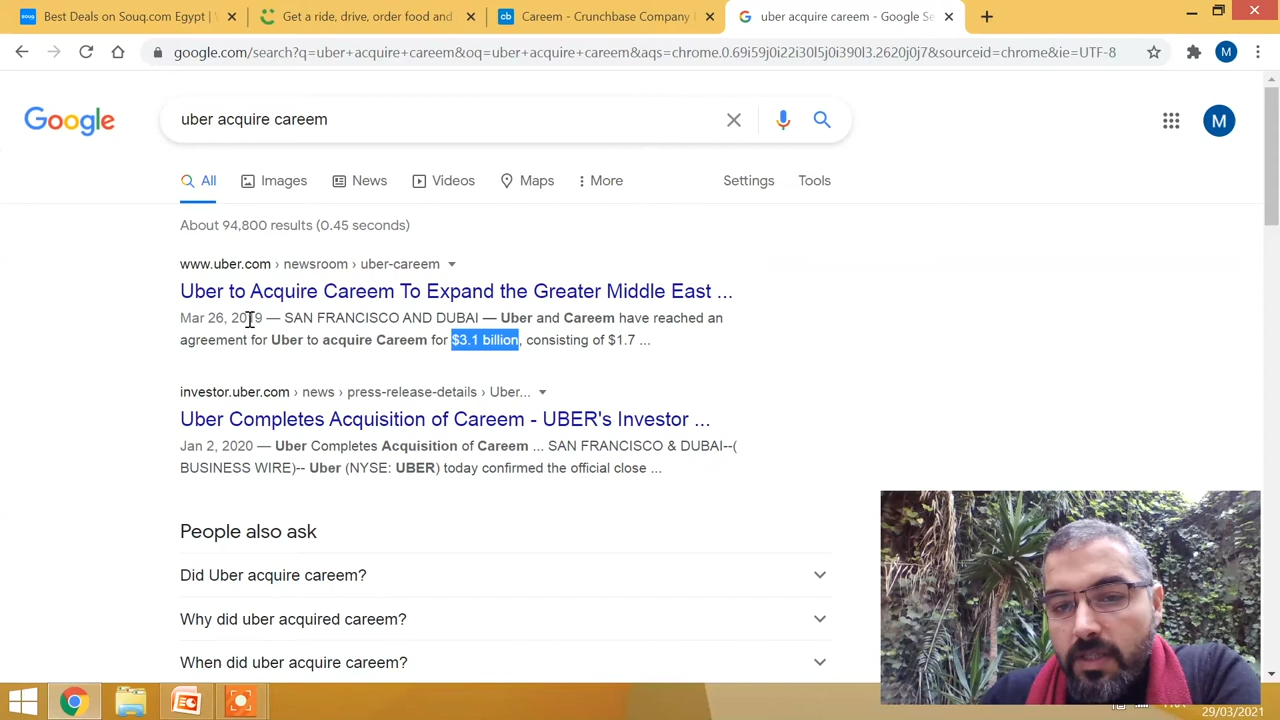 Best Deals on Souq.com Egypt |
Get a ride, drive, order food and
cb Careem - Crunchbase Company
uber acquire careem - Google Se
google.com/search?q=uber+acquire+careem&oq=uber+acquire+careem&aqs=chrome.0.69i59j0i22i30l5j0i390l3.2620j0j7&sourceid=chrome&ie=UTF-8
M
Google
uber acquire careem
M
All Images News Videos Maps More Settings Tools
About 94,800 results (0.45 seconds)
www.uber.com › newsroom › uber-careem
Uber to Acquire Careem To Expand the Greater Middle East ...
Mar 26, 2019 — SAN FRANCISCO AND DUBAI — Uber and Careem have reached an
agreement for Uber to acquire Careem for $3.1 billion, consisting of $1.7 ...
investor.uber.com › news › press-release-details › Uber...
Uber Completes Acquisition of Careem - UBER's Investor ...
Jan 2, 2020 — Uber Completes Acquisition of Careem ... SAN FRANCISCO & DUBAI--(
BUSINESS WIRE)-- Uber (NYSE: UBER) today confirmed the official close ...
People also ask
Did Uber acquire careem?
Why did uber acquired careem?
When did uber acquire careem?
29/03/2021